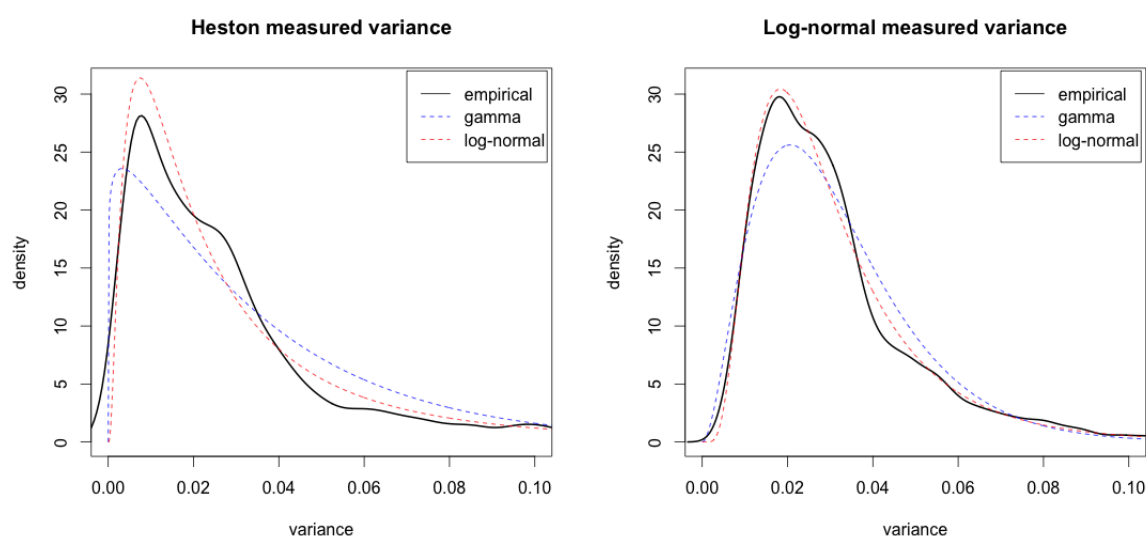 Heston measured variance
empirical
gamma
log-normal
density
30
25
20
15
10
5
0
0.00 0.02 0.04 0.06 0.08 0.10
variance
Log-normal measured variance
empirical
gamma
log-normal
density
30
25
20
15
10
5
0
0.00 0.02 0.04 0.06 0.08 0.10
variance